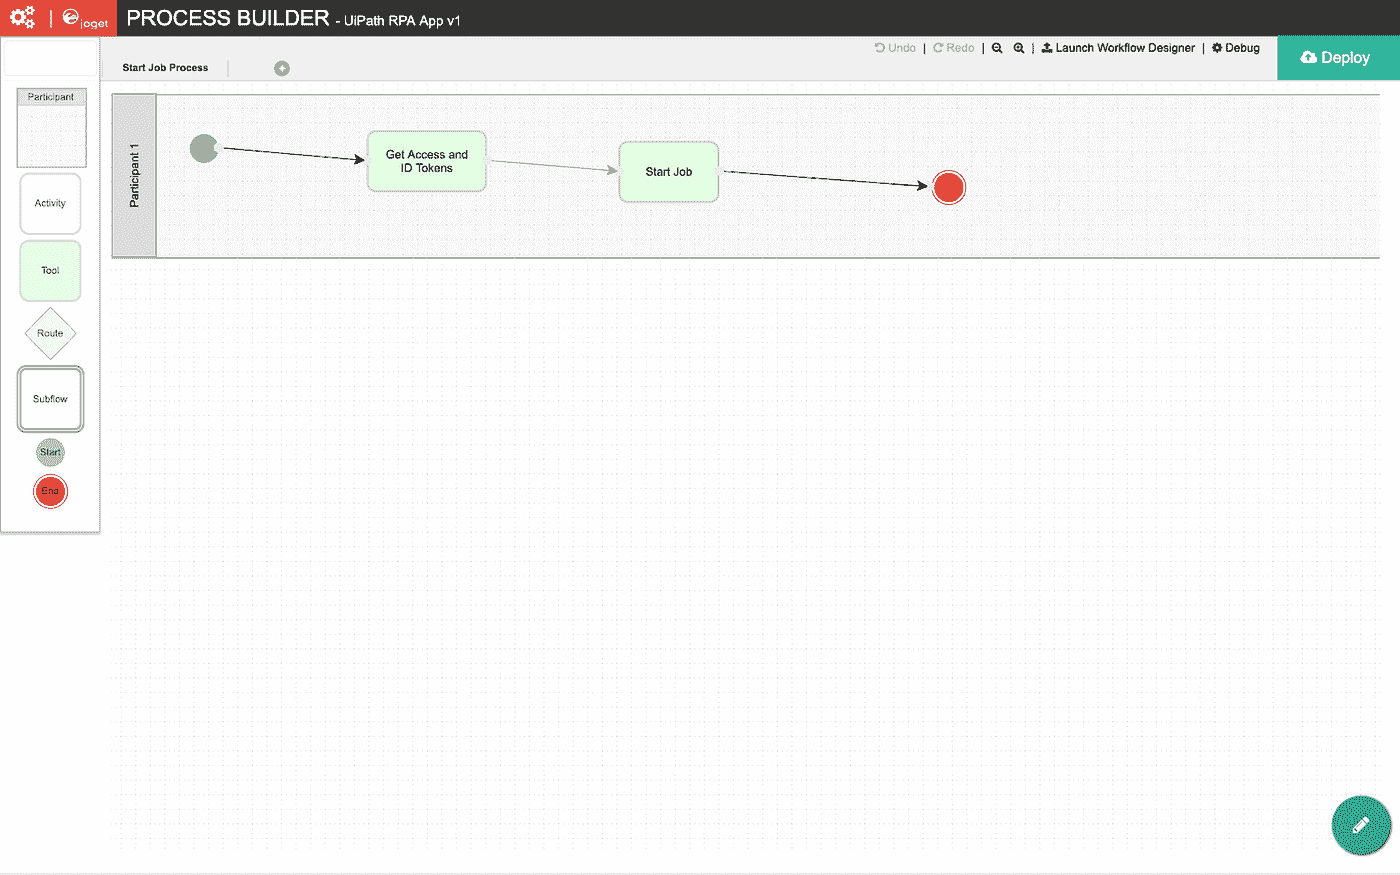 joget
PROCESS BUILDER - UiPath RPA App v1
Undo | Redo | | Launch Workflow Designer | Debug
Deploy
Start Job Process
Participant
Activity
Tool
Route
Subflow
Start
End
Participant 1
Get Access and
ID Tokens
Start Job